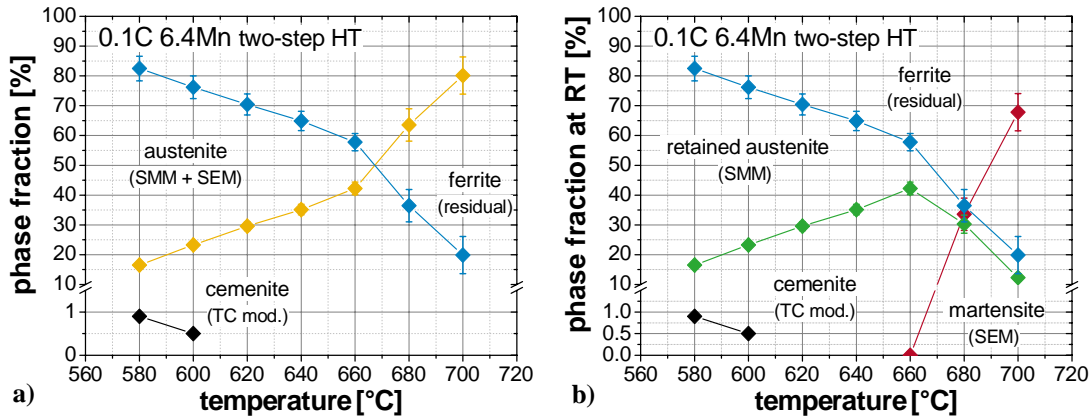 0.1C 6.4Mn two-step HT
phase fraction [%]
100
90
80
70
60
50
40
30
20
10
1
0
austenite
(SMM + SEM)
ferrite
(residual)
cemenite
(TC mod.)
560 580 600 620 640 660 680 700 720
temperature [°C]
a)
0.1C 6.4Mn two-step HT
phase fraction at RT [%]
100
90
80
70
60
50
40
30
20
10
1.0
0.5
0.0
ferrite
(residual)
retained austenite
(SMM)
cemenite
(TC mod.)
martensite
(SEM)
560 580 600 620 640 660 680 700 720
temperature [°C]
b)